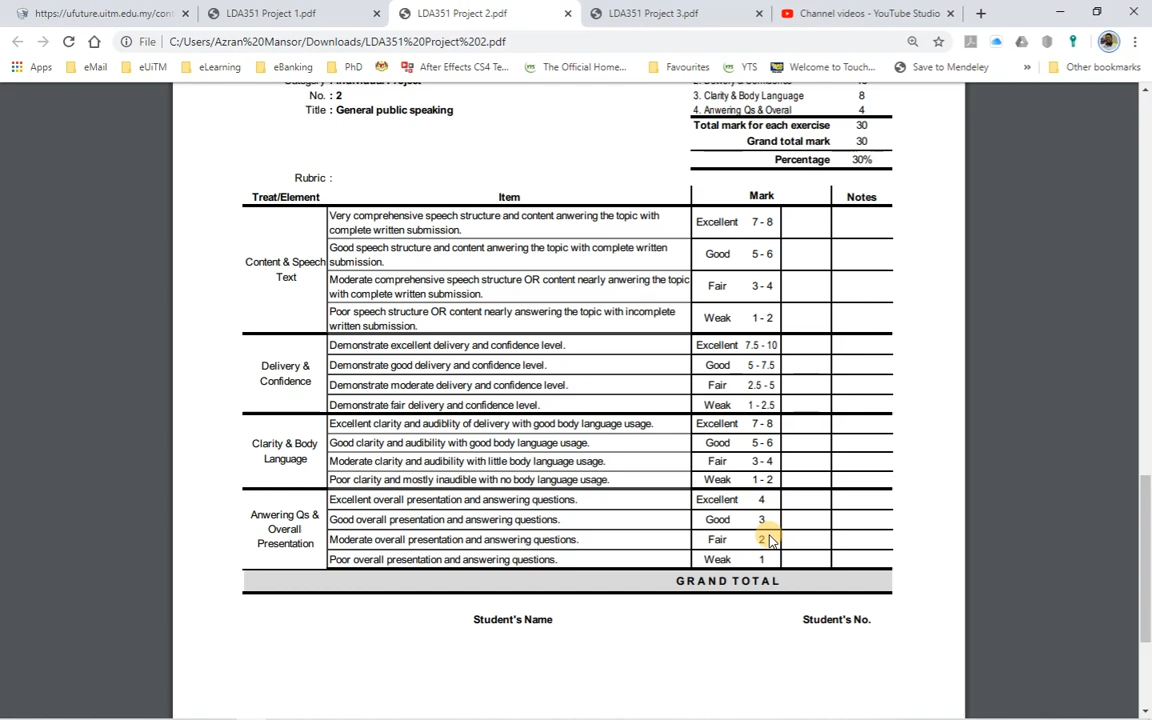 https://ufuture.uitm.edu.my/cont
LDA351 Project 1.pdf
LDA351 Project 2.pdf
LDA351 Project 3.pdf
Channel videos - YouTube Studio
File
C:/Users/Azran%20Mansor/Downloads/LDA351%20Project%202.pdf
Apps
eMail
eUiTM
eLearning
eBanking
PhD
After Effects CS4 Te...
The Official Home...
Favourites
YTS
Welcome to Touch...
Save to Mendeley
»
Other bookmarks
No. : 2
Title : General public speaking
3. Clarity & Body Language 8
4. Anwering Qs & Overal 4
Total mark for each exercise 30
Grand total mark 30
Percentage 30%
Rubric :
Treat/Element Item Mark Notes
Content & Speech Text
Very comprehensive speech structure and content anwering the topic with
complete written submission.
Excellent 7 - 8
Good speech structure and content anwering the topic with complete written
submission.
Good 5 - 6
Moderate comprehensive speech structure OR content nearly anwering the topic
with complete written submission.
Fair 3 - 4
Poor speech structure OR content nearly answering the topic with incomplete
written submission.
Weak 1 - 2
Delivery &
Confidence
Demonstrate excellent delivery and confidence level. Excellent 7.5 - 10
Demonstrate good delivery and confidence level. Good 5 - 7.5
Demonstrate moderate delivery and confidence level. Fair 2.5 - 5
Demonstrate fair delivery and confidence level. Weak 1 - 2.5
Clarity & Body
Language
Excellent clarity and audiblity of delivery with good body language usage. Excellent 7 - 8
Good clarity and audibility with good body language usage. Good 5 - 6
Moderate clarity and audibility with little body language usage. Fair 3 - 4
Poor clarity and mostly inaudible with no body language usage. Weak 1 - 2
Anwering Qs &
Overall
Presentation
Excellent overall presentation and answering questions. Excellent 4
Good overall presentation and answering questions. Good 3
Moderate overall presentation and answering questions. Fair 2
Poor overall presentation and answering questions. Weak 1
GRAND TOTAL
Student's Name Student's No.